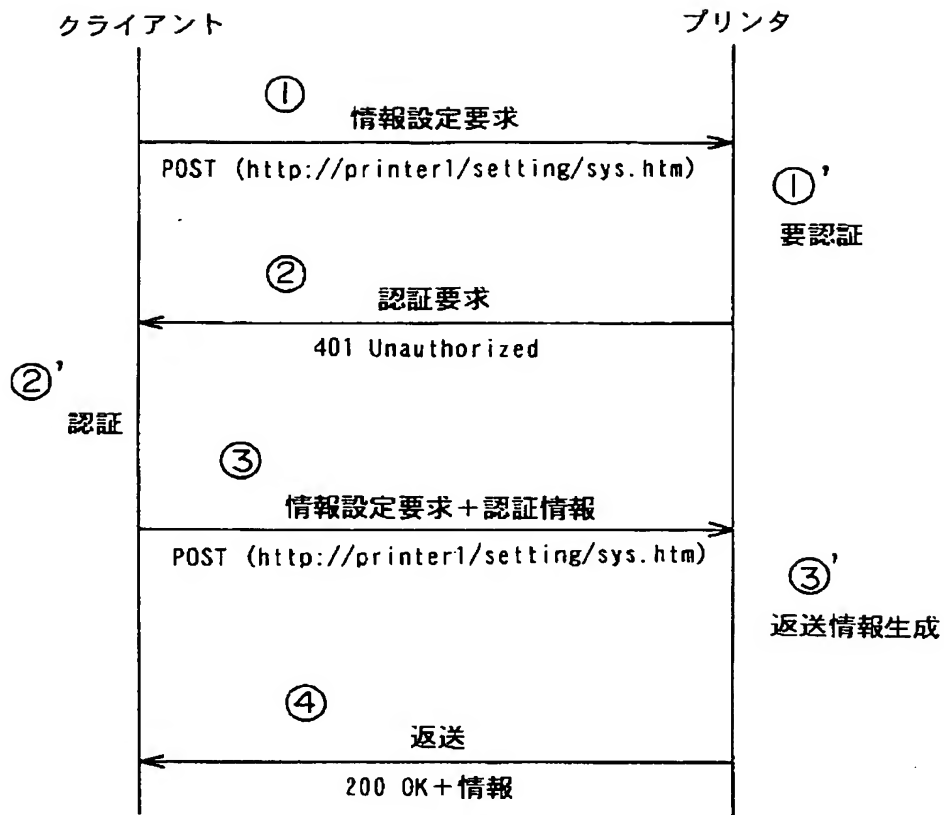 クライアント
プリンタ
①
情報設定要求
POST (http://printer1/setting/sys.htm)
①'
要認証
②
認証要求
401 Unauthorized
②'
認証
③
情報設定要求+認証情報
POST (http://printer1/setting/sys.htm)
③'
返送情報生成
④
返送
200 OK+情報